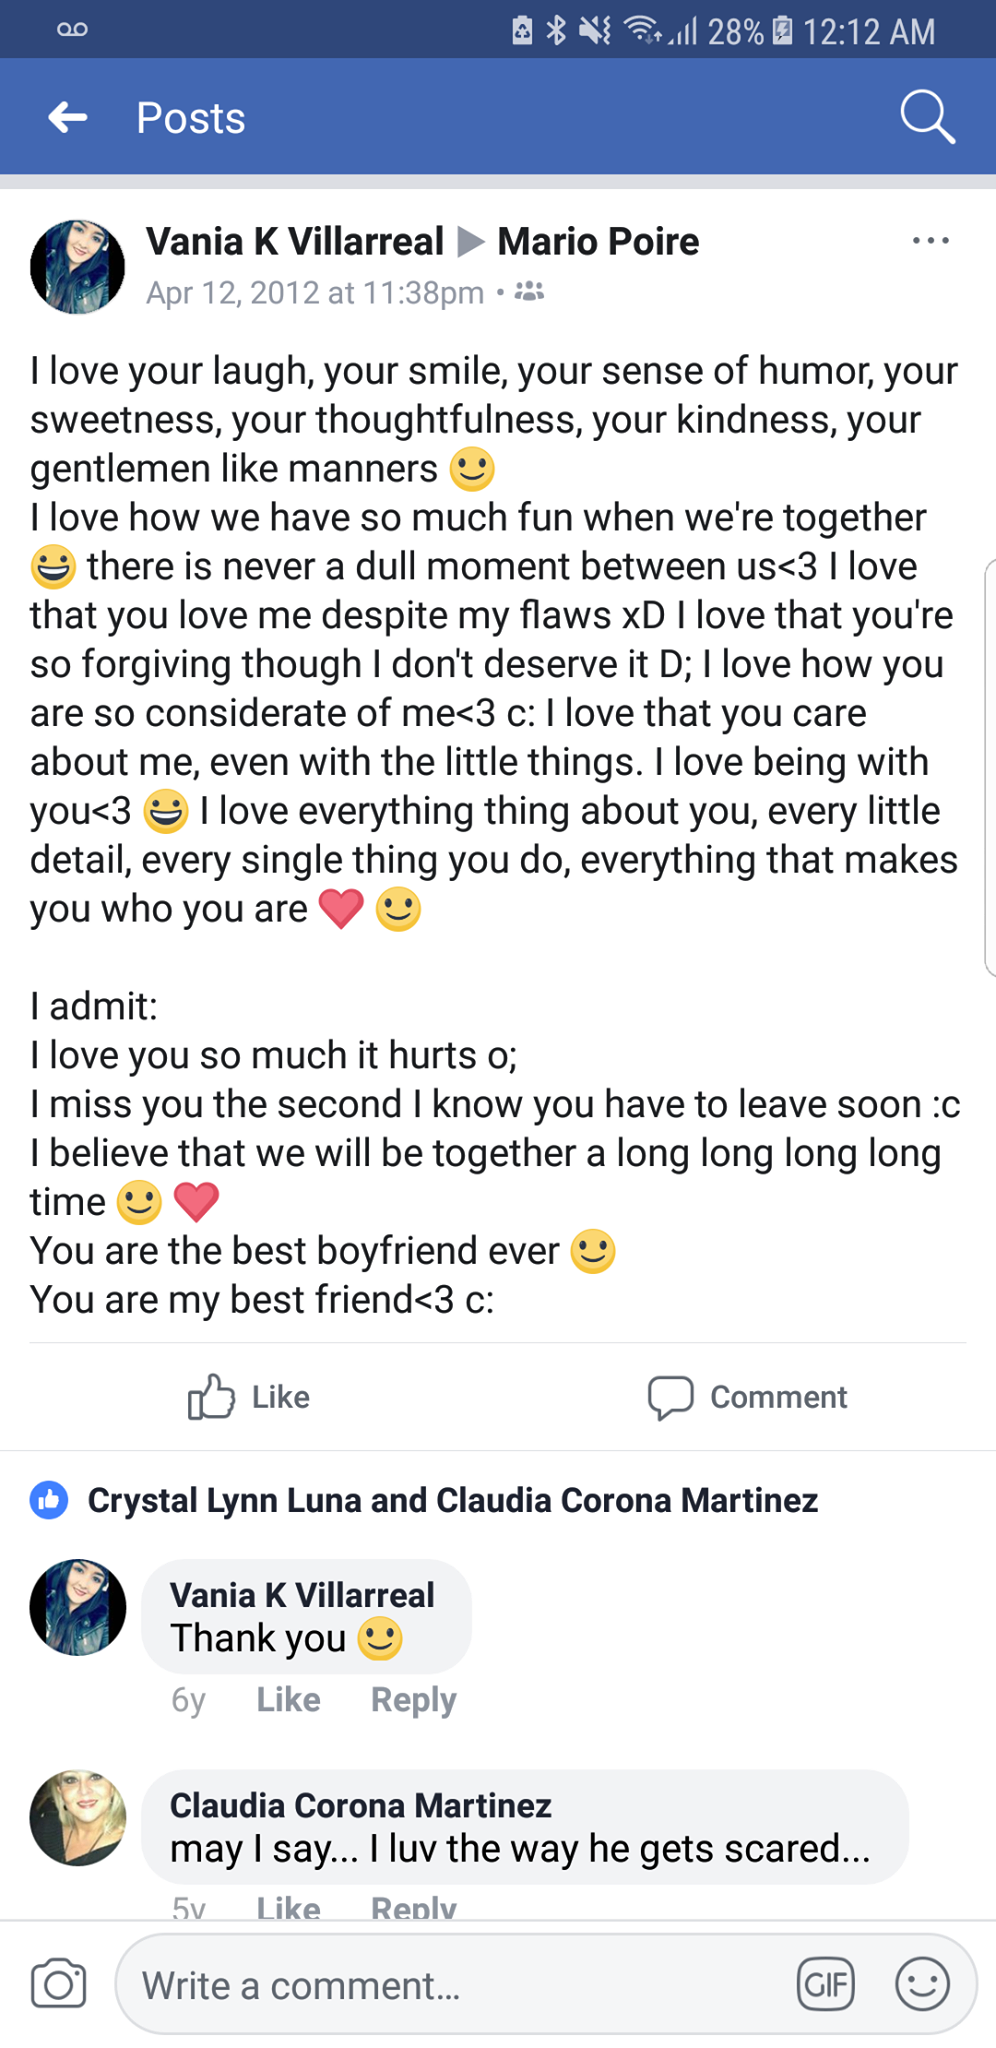 28% 12:12 AM
Posts
Vania K Villarreal ▶ Mario Poire
Apr 12, 2012 at 11:38pm •
I love your laugh, your smile, your sense of humor, your
sweetness, your thoughtfulness, your kindness, your
gentlemen like manners 🙂
I love how we have so much fun when we're together
😀 there is never a dull moment between us<3 I love
that you love me despite my flaws xD I love that you're
so forgiving though I don't deserve it D; I love how you
are so considerate of me<3 c: I love that you care
about me, even with the little things. I love being with
you<3 😀 I love everything thing about you, every little
detail, every single thing you do, everything that makes
you who you are ❤️ 🙂
I admit:
I love you so much it hurts o;
I miss you the second I know you have to leave soon :c
I believe that we will be together a long long long long
time 🙂 ❤️
You are the best boyfriend ever 🙂
You are my best friend<3 c:
Like Comment
Crystal Lynn Luna and Claudia Corona Martinez
Vania K Villarreal
Thank you 🙂
6y Like Reply
Claudia Corona Martinez
may I say... I luv the way he gets scared...
5y Like Reply
Write a comment... GIF